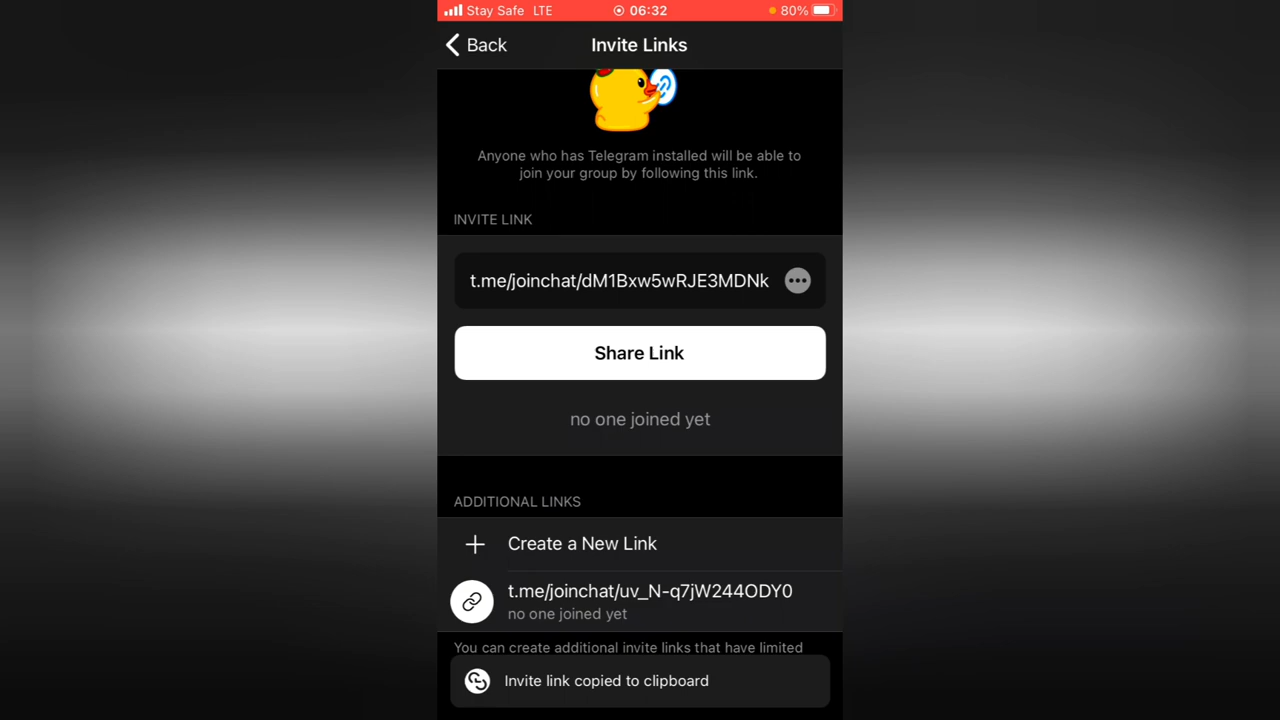 Stay Safe LTE 06:32 80%
Back Invite Links
Anyone who has Telegram installed will be able to
join your group by following this link.
INVITE LINK
t.me/joinchat/dM1Bxw5wRJE3MDNk
Share Link
no one joined yet
ADDITIONAL LINKS
Create a New Link
t.me/joinchat/uv_N-q7jW244ODY0
no one joined yet
You can create additional invite links that have limited
Invite link copied to clipboard